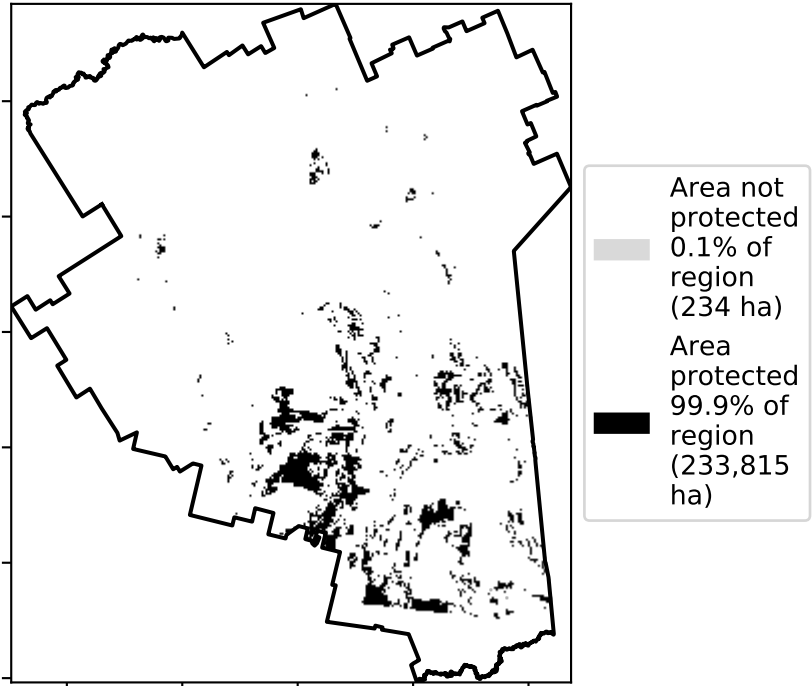 Area not
protected
0.1% of
region
(234 ha)
Area
protected
99.9% of
region
(233,815
ha)